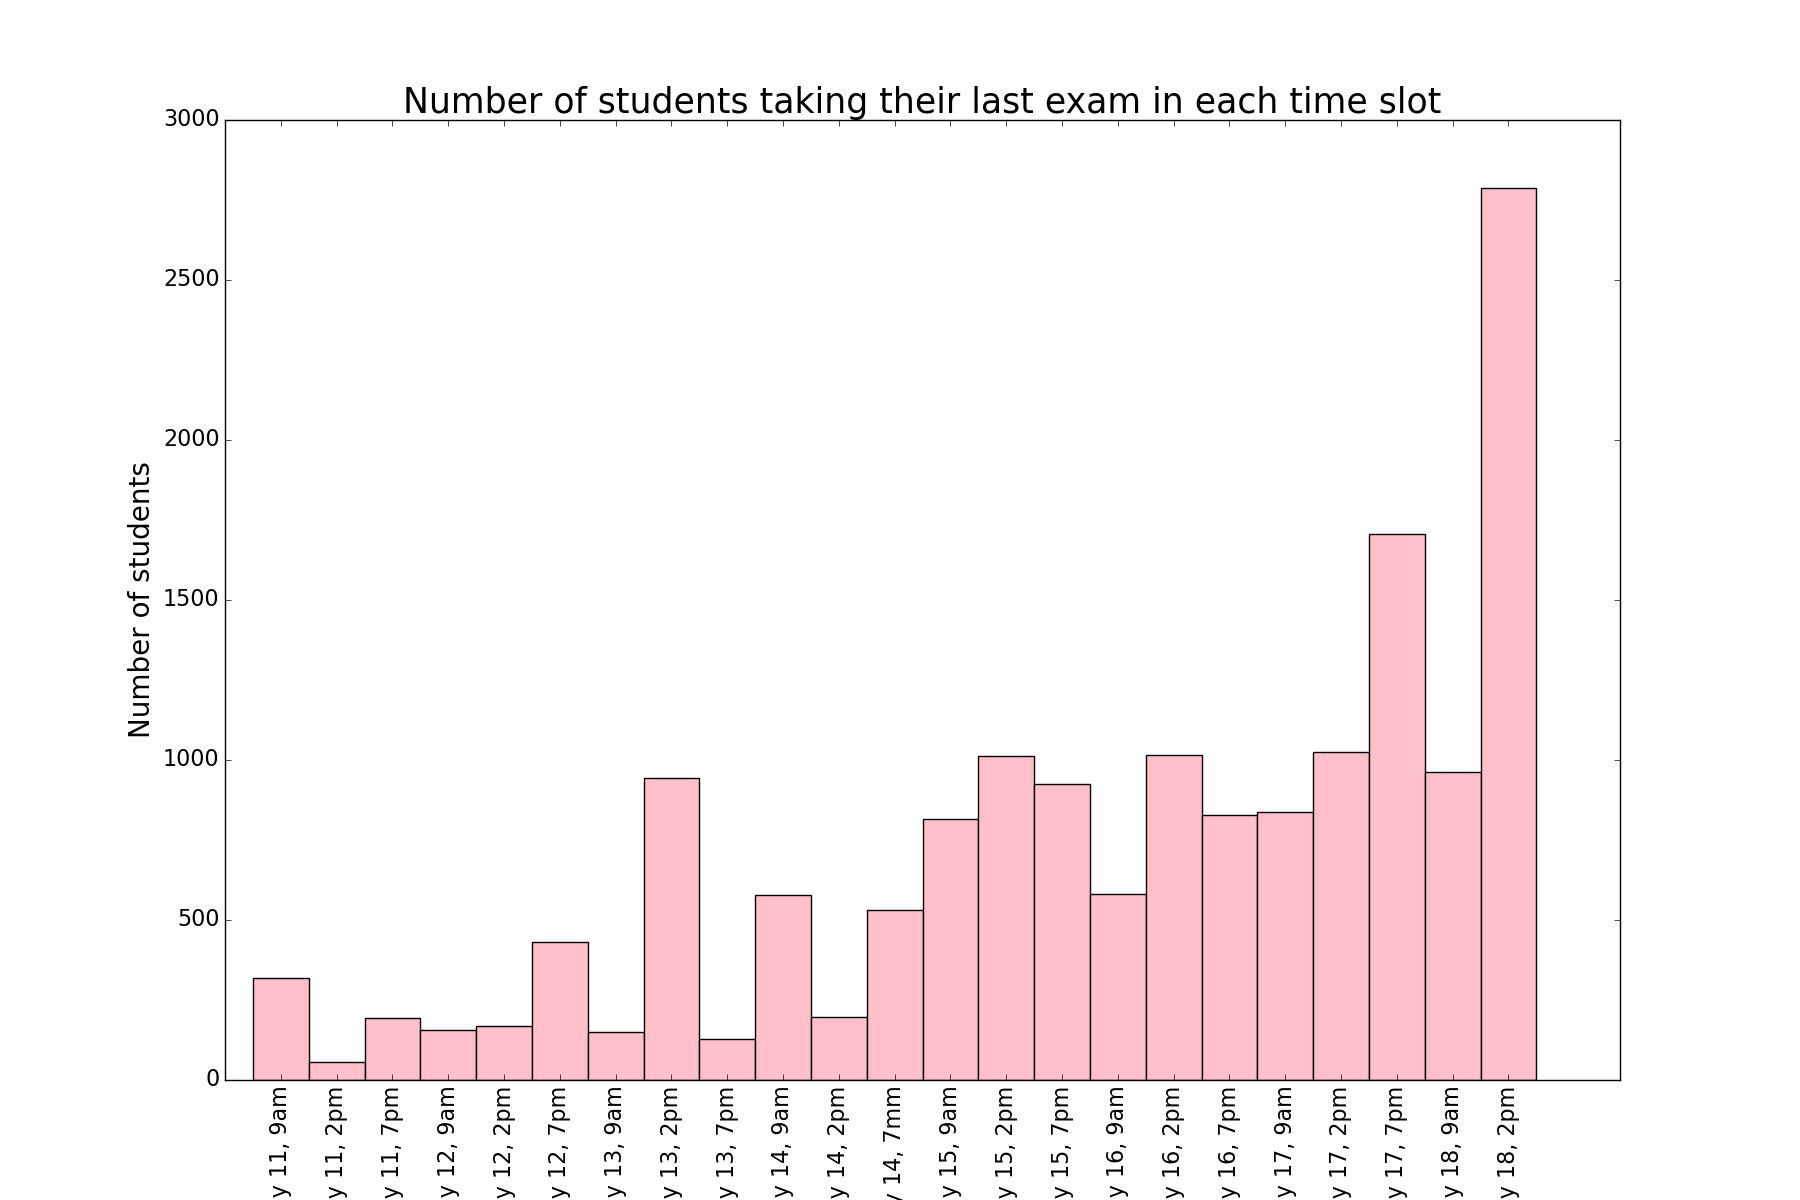 Number of students taking their last exam in each time slot
3000
2500
2000
1500
1000
500
0
Number of students
y 11, 9am
y 11, 2pm
y 11, 7pm
y 12, 9am
y 12, 2pm
y 12, 7pm
y 13, 9am
y 13, 2pm
y 13, 7pm
y 14, 9am
y 14, 2pm
y 14, 7mm
y 15, 9am
y 15, 2pm
y 15, 7pm
y 16, 9am
y 16, 2pm
y 16, 7pm
y 17, 9am
y 17, 2pm
y 17, 7pm
y 18, 9am
y 18, 2pm